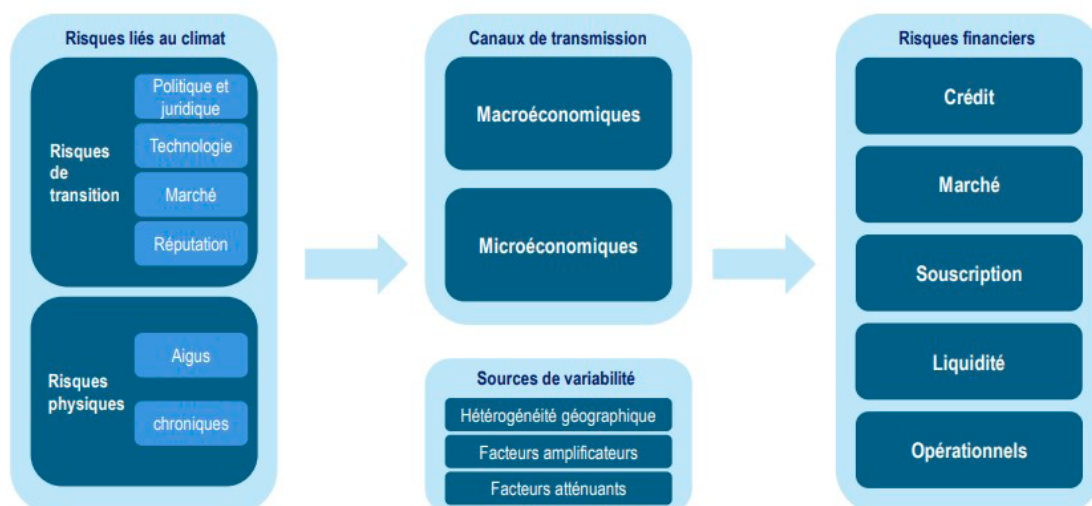 Risques liés au climat
Risques
de
transition
Politique et
juridique
Technologie
Marché
Réputation
Risques
physiques
Aigus
chroniques
Canaux de transmission
Macroéconomiques
Microéconomiques
Sources de variabilité
Hétérogénéité géographique
Facteurs amplificateurs
Facteurs atténuants
Risques financiers
Crédit
Marché
Souscription
Liquidité
Opérationnels